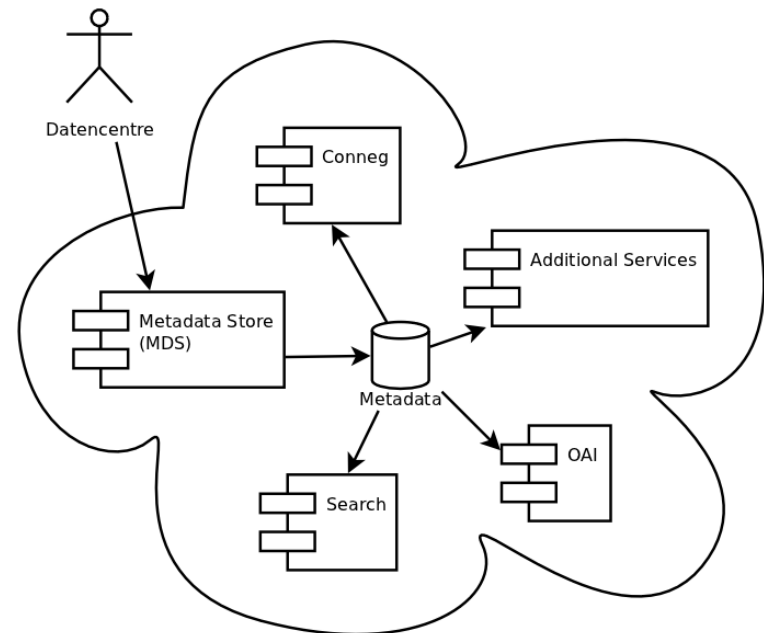 Datencentre
Conneg
Additional Services
Metadata Store
(MDS)
Metadata
OAI
Search